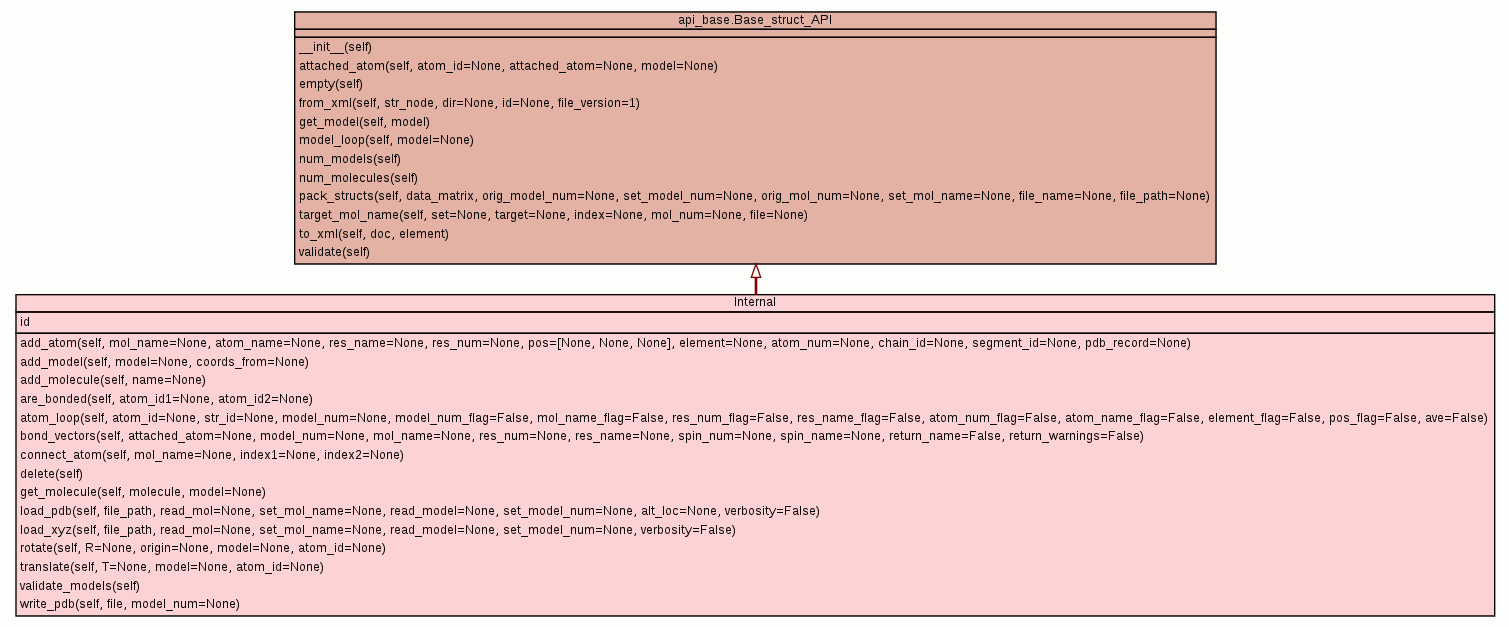 api_base.Base_struct_API
__init__(self)
attached_atom(self, atom_id=None, attached_atom=None, model=None)
empty(self)
from_xml(self, str_node, dir=None, id=None, file_version=1)
get_model(self, model)
model_loop(self, model=None)
num_models(self)
num_molecules(self)
pack_structs(self, data_matrix, orig_model_num=None, set_model_num=None, orig_mol_num=None, set_mol_name=None, file_name=None, file_path=None)
target_mol_name(self, set=None, target=None, index=None, mol_num=None, file=None)
to_xml(self, doc, element)
validate(self)
Internal
id
add_atom(self, mol_name=None, atom_name=None, res_name=None, res_num=None, pos=[None, None, None], element=None, atom_num=None, chain_id=None, segment_id=None, pdb_record=None)
add_model(self, model=None, coords_from=None)
add_molecule(self, name=None)
are_bonded(self, atom_id1=None, atom_id2=None)
atom_loop(self, atom_id=None, str_id=None, model_num=None, model_num_flag=False, mol_name_flag=False, res_num_flag=False, res_name_flag=False, atom_num_flag=False, atom_name_flag=False, element_flag=False, pos_flag=False, ave=False)
bond_vectors(self, attached_atom=None, model_num=None, mol_name=None, res_num=None, res_name=None, spin_num=None, spin_name=None, return_name=False, return_warnings=False)
connect_atom(self, mol_name=None, index1=None, index2=None)
delete(self)
get_molecule(self, molecule, model=None)
load_pdb(self, file_path, read_mol=None, set_mol_name=None, read_model=None, set_model_num=None, alt_loc=None, verbosity=False)
load_xyz(self, file_path, read_mol=None, set_mol_name=None, read_model=None, set_model_num=None, verbosity=False)
rotate(self, R=None, origin=None, model=None, atom_id=None)
translate(self, T=None, model=None, atom_id=None)
validate_models(self)
write_pdb(self, file, model_num=None)